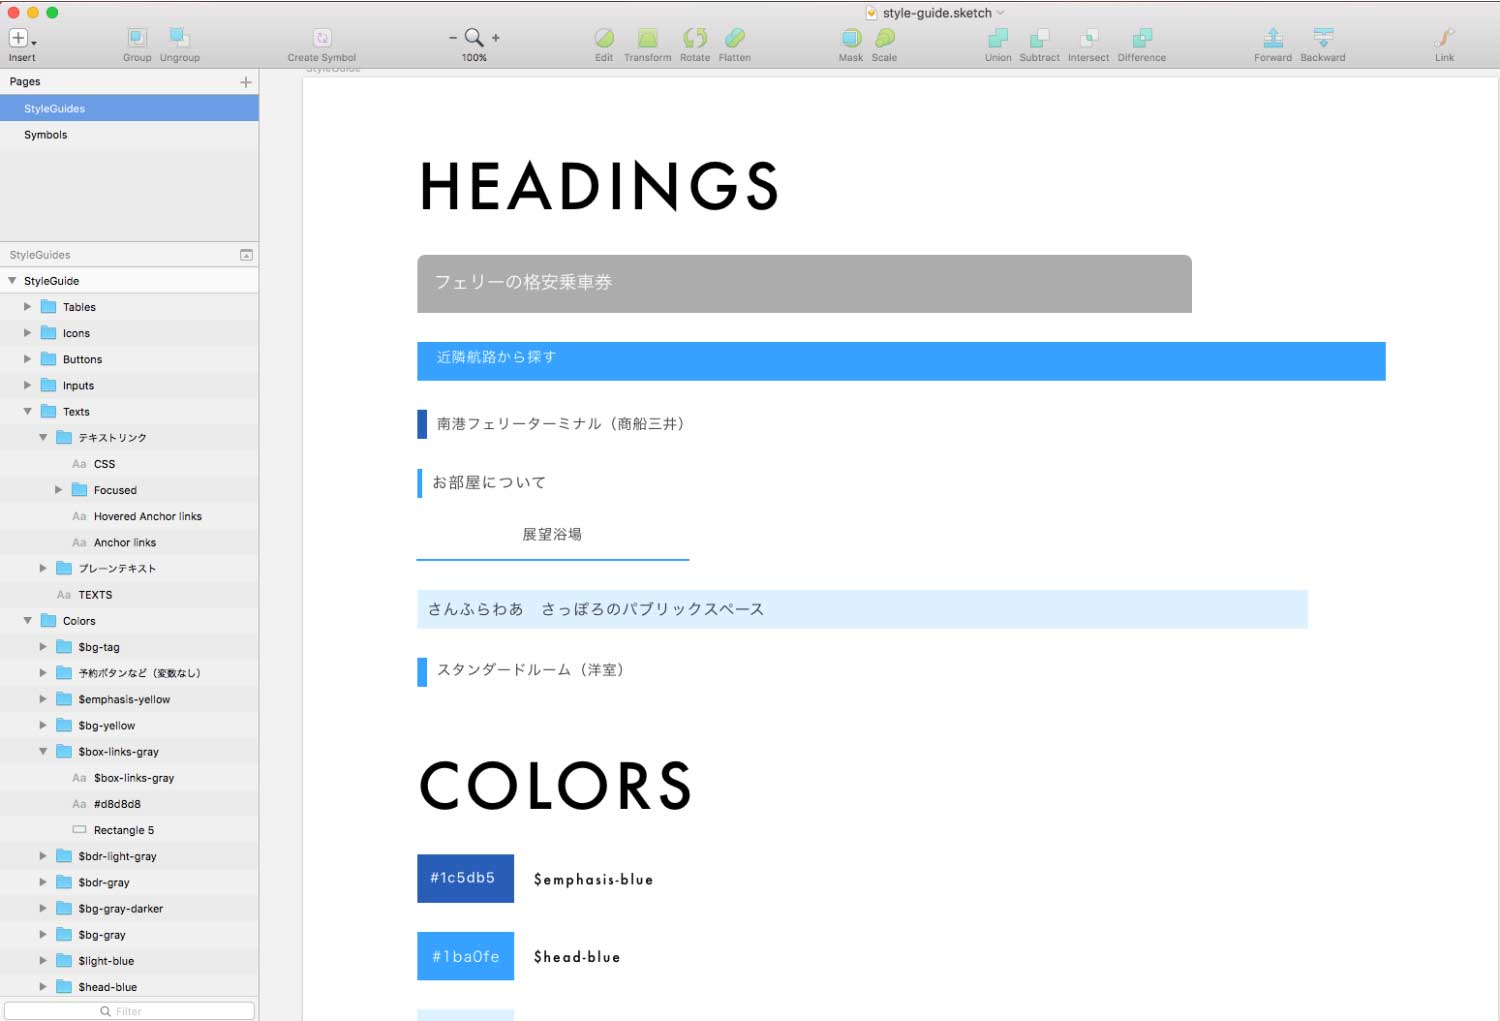 style-guide.sketch
Insert
Group
Ungroup
Create Symbol
100%
Edit
Transform
Rotate
Flatten
Mask
Scale
Union
Subtract
Intersect
Difference
Forward
Backward
Link
Pages
StyleGuides
Symbols
StyleGuides
StyleGuide
Tables
Icons
Buttons
Inputs
Texts
テキストリンク
Aa CSS
Focused
Aa Hovered Anchor links
Aa Anchor links
プレーンテキスト
Aa TEXTS
Colors
$bg-tag
予約ボタンなど（変数なし）
$emphasis-yellow
$bg-yellow
$box-links-gray
Aa $box-links-gray
Aa #d8d8d8
Rectangle 5
$bdr-light-gray
$bdr-gray
$bg-gray-darker
$bg-gray
$light-blue
$head-blue
Filter
StyleGuide
HEADINGS
フェリーの格安乗車券
近隣航路から探す
南港フェリーターミナル（商船三井）
お部屋について
展望浴場
さんふらわあ　さっぽろのパブリックスペース
スタンダードルーム（洋室）
COLORS
#1c5db5 $emphasis-blue
#1ba0fe $head-blue